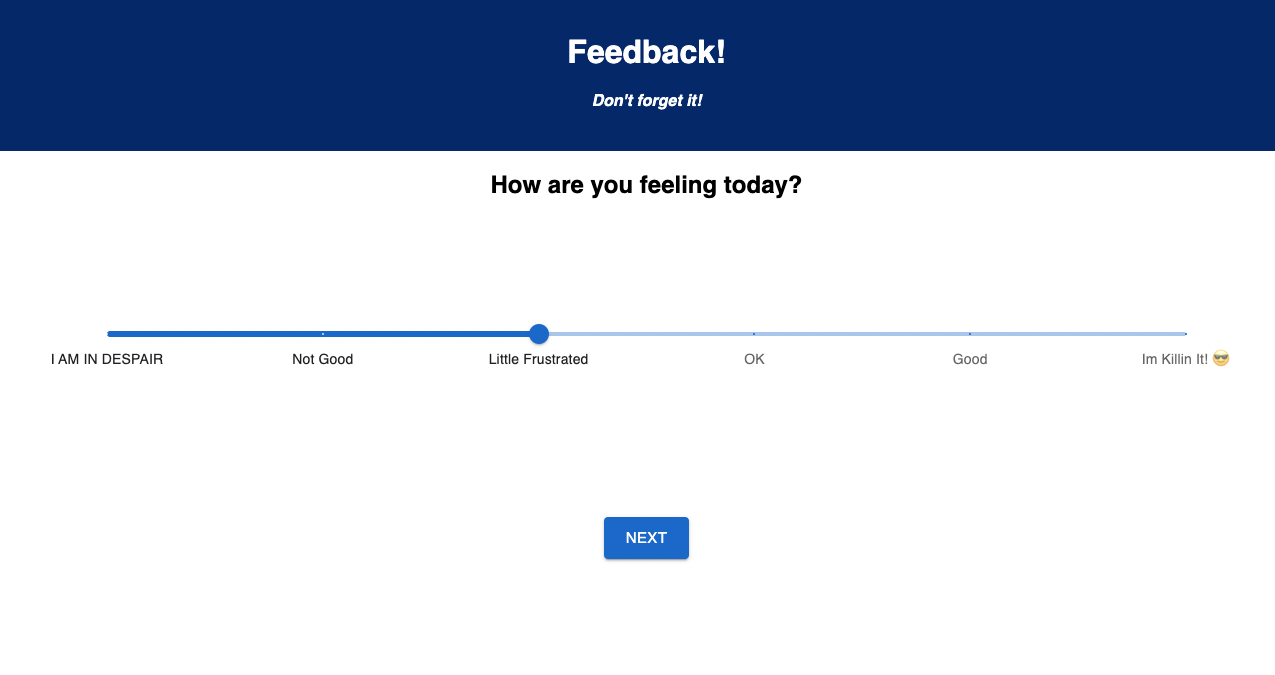 Feedback!
Don't forget it!
How are you feeling today?
I AM IN DESPAIR Not Good Little Frustrated OK Good Im Killin It! 😎
NEXT